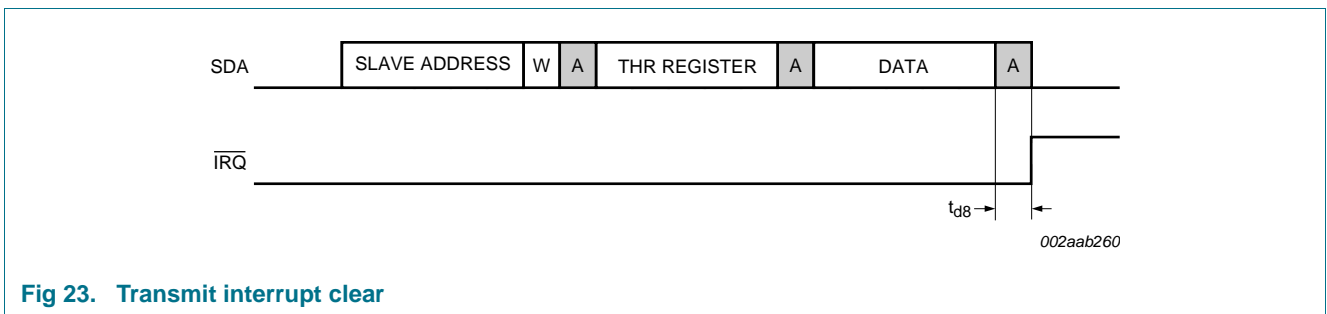 SDA SLAVE ADDRESS W A THR REGISTER A DATA A
IRQ
td8
002aab260
Fig 23. Transmit interrupt clear